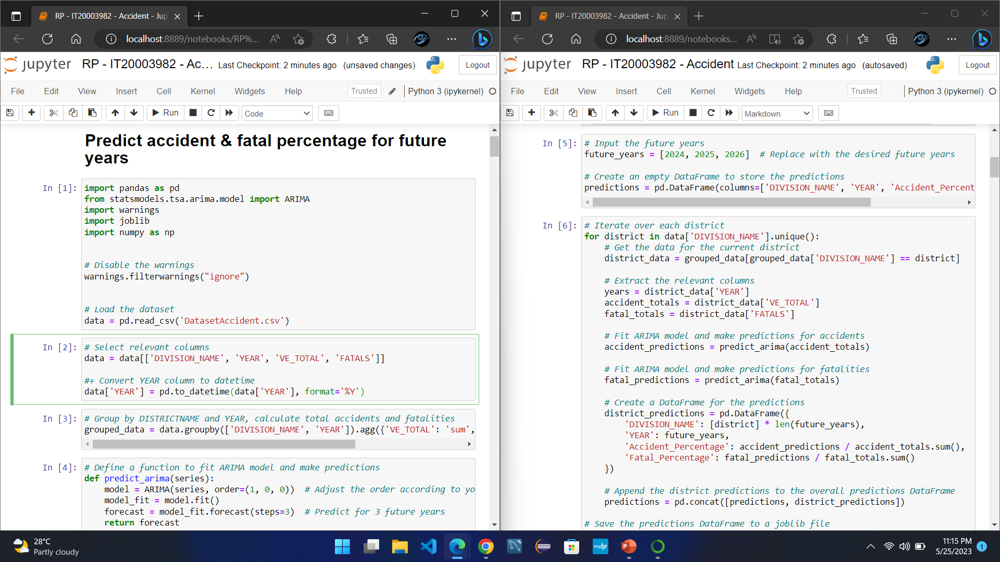 RP - IT20003982 - Accident - Jup
localhost:8889/notebooks/RP%...
jupyter RP - IT20003982 - Ac... Last Checkpoint: 2 minutes ago (unsaved changes)
Logout
File Edit View Insert Cell Kernel Widgets Help Trusted Python 3 (ipykernel)
Run Code
Predict accident & fatal percentage for future
years
In [1]: import pandas as pd
from statsmodels.tsa.arima.model import ARIMA
import warnings
import joblib
import numpy as np
# Disable the warnings
warnings.filterwarnings("ignore")
# Load the dataset
data = pd.read_csv('DatasetAccident.csv')
In [2]: # Select relevant columns
data = data[['DIVISION_NAME', 'YEAR', 'VE_TOTAL', 'FATALS']]
#+ Convert YEAR column to datetime
data['YEAR'] = pd.to_datetime(data['YEAR'], format='%Y')
In [3]: # Group by DISTRICTNAME and YEAR, calculate total accidents and fatalities
grouped_data = data.groupby(['DIVISION_NAME', 'YEAR']).agg({'VE_TOTAL': 'sum',
In [4]: # Define a function to fit ARIMA model and make predictions
def predict_arima(series):
    model = ARIMA(series, order=(1, 0, 0))  # Adjust the order according to yo
    model_fit = model.fit()
    forecast = model_fit.forecast(steps=3)  # Predict for 3 future years
    return forecast
RP - IT20003982 - Accident - Jup
localhost:8889/notebooks...
jupyter RP - IT20003982 - Accident Last Checkpoint: 2 minutes ago (autosaved)
Logout
File Edit View Insert Cell Kernel Widgets Help Trusted Python 3 (ipykernel)
Run Markdown
In [5]: # Input the future years
future_years = [2024, 2025, 2026]  # Replace with the desired future years
# Create an empty DataFrame to store the predictions
predictions = pd.DataFrame(columns=['DIVISION_NAME', 'YEAR', 'Accident_Percent
In [6]: # Iterate over each district
for district in data['DIVISION_NAME'].unique():
    # Get the data for the current district
    district_data = grouped_data[grouped_data['DIVISION_NAME'] == district]
    # Extract the relevant columns
    years = district_data['YEAR']
    accident_totals = district_data['VE_TOTAL']
    fatal_totals = district_data['FATALS']
    # Fit ARIMA model and make predictions for accidents
    accident_predictions = predict_arima(accident_totals)
    # Fit ARIMA model and make predictions for fatalities
    fatal_predictions = predict_arima(fatal_totals)
    # Create a DataFrame for the predictions
    district_predictions = pd.DataFrame({
        'DIVISION_NAME': [district] * len(future_years),
        'YEAR': future_years,
        'Accident_Percentage': accident_predictions / accident_totals.sum(),
        'Fatal_Percentage': fatal_predictions / fatal_totals.sum()
    })
    # Append the district predictions to the overall predictions DataFrame
    predictions = pd.concat([predictions, district_predictions])
# Save the predictions DataFrame to a joblib file
28°C
Partly cloudy
myhp
11:15 PM
5/25/2023
1